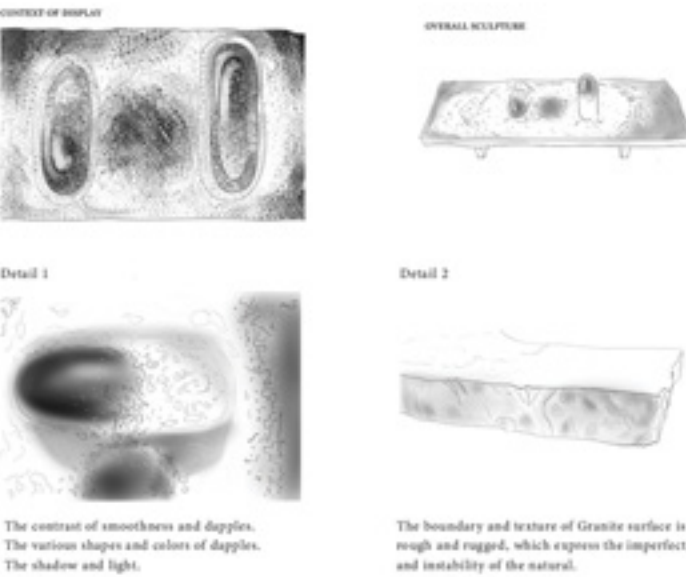 CONTEXT OF DISPLAY
OVERALL SCULPTURE
Detail 1
Detail 2
The contrast of smoothness and dapples.
The various shapes and colors of dapples.
The shadow and light.
The boundary and texture of Granite surface is
rough and rugged, which express the imperfect
and instability of the natural.